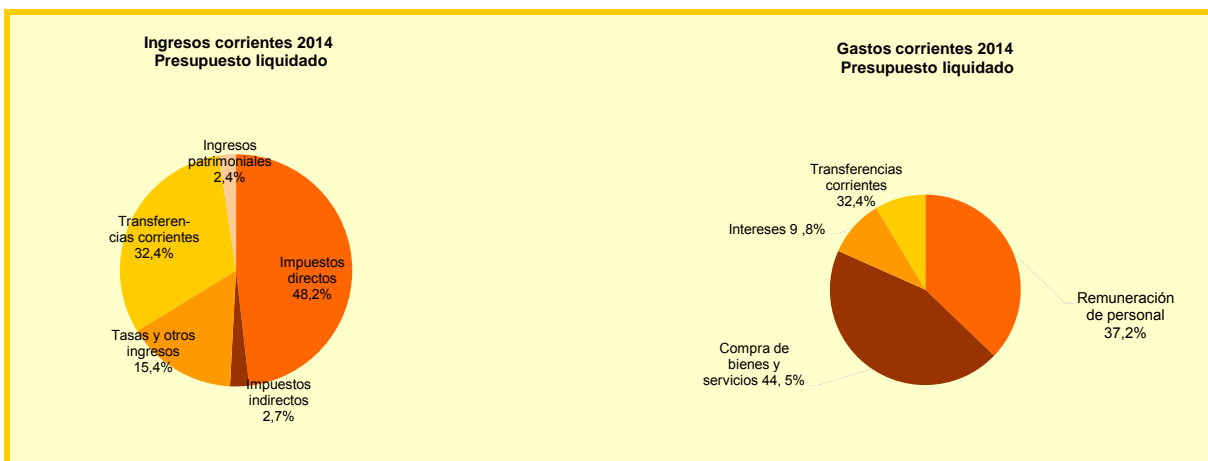 Ingresos corrientes 2014
Presupuesto liquidado
Ingresos
patrimoniales
2,4%
Transferen-
cias corrientes
32,4%
Impuestos
directos
48,2%
Tasas y otros
ingresos
15,4%
Impuestos
indirectos
2,7%
Gastos corrientes 2014
Presupuesto liquidado
Transferencias
corrientes
32,4%
Intereses 9 ,8%
Remuneración
de personal
37,2%
Compra de
bienes y
servicios 44, 5%